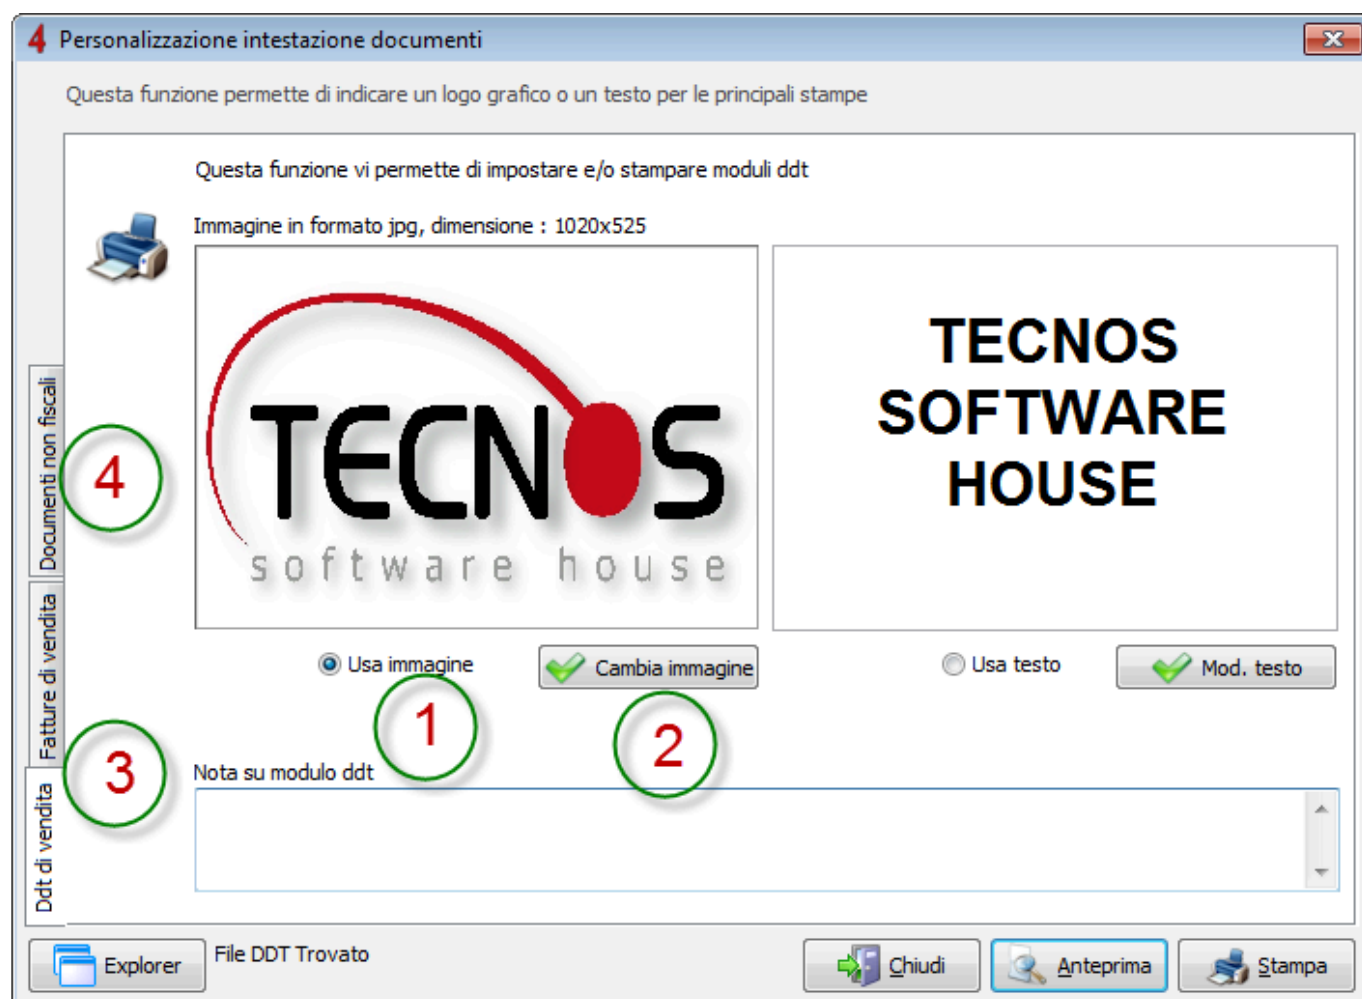 4 Personalizzazione intestazione documenti
Questa funzione permette di indicare un logo grafico o un testo per le principali stampe
Questa funzione vi permette di impostare e/o stampare moduli ddt
Immagine in formato jpg, dimensione : 1020x525
TECNOS
software house
TECNOS
SOFTWARE
HOUSE
Documenti non fiscali
4
Fatture di vendita
Usa immagine
Cambia immagine
Usa testo
Mod. testo
1
2
3
Ddt di vendita
Nota su modulo ddt
Explorer
File DDT Trovato
Chiudi
Anteprima
Stampa